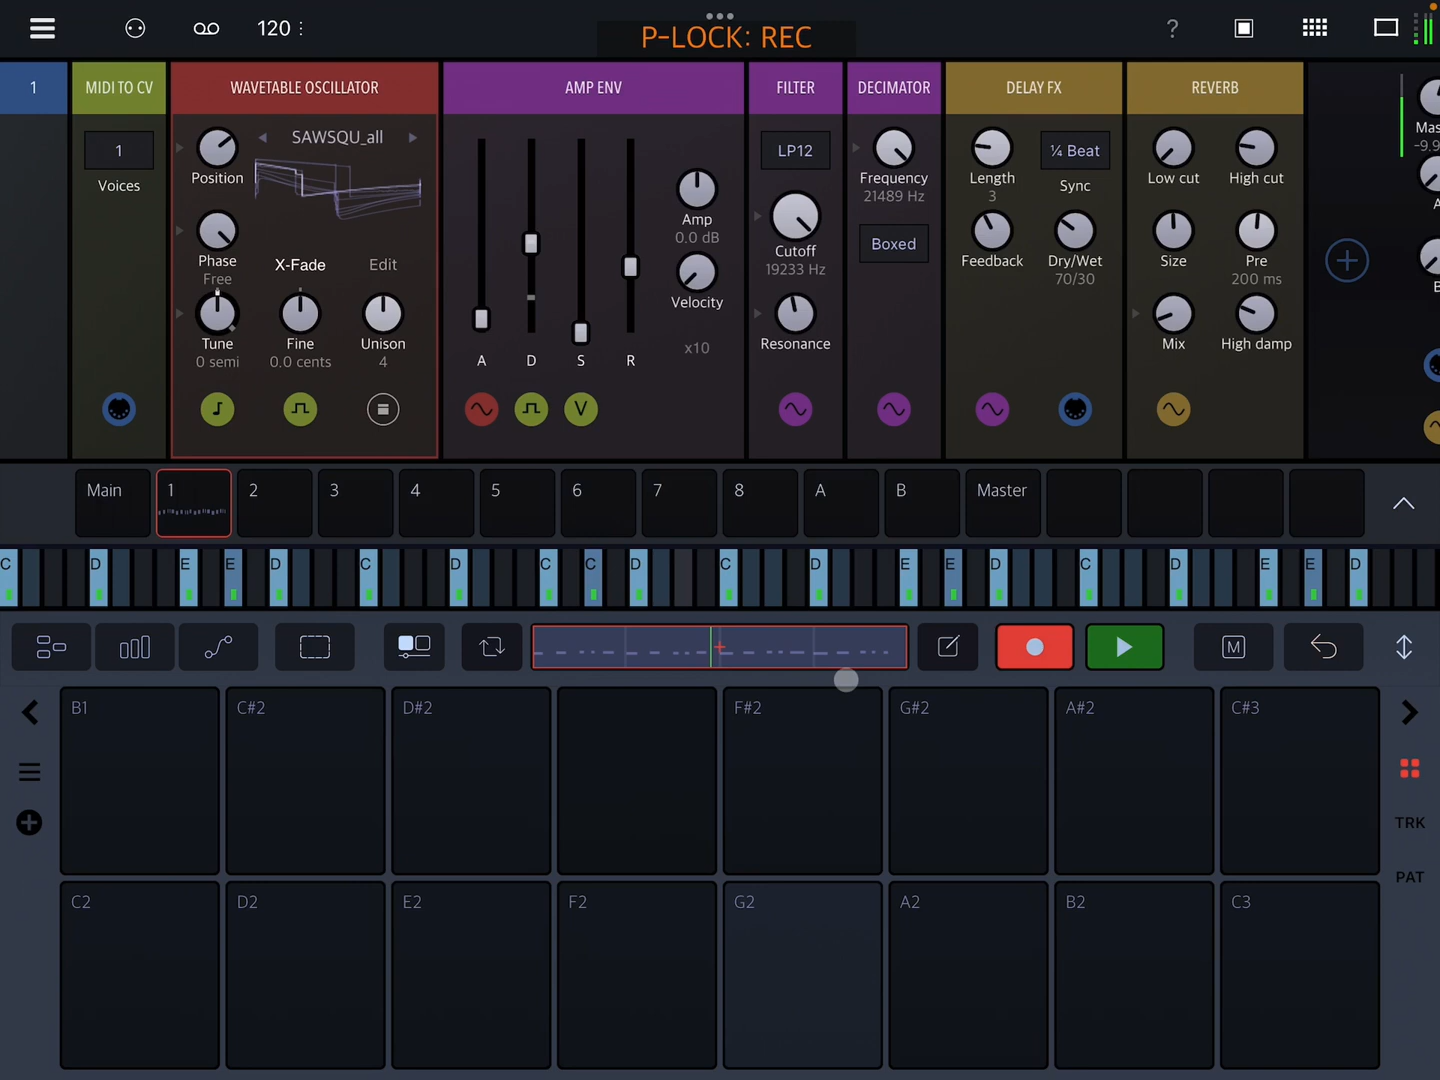 120
P-LOCK: REC
?
1
MIDI TO CV
WAVETABLE OSCILLATOR
AMP ENV
FILTER
DECIMATOR
DELAY FX
REVERB
1
Voices
SAWSQU_all
Position
Phase
Free
X-Fade
Edit
Tune
0 semi
Fine
0.0 cents
Unison
4
A
D
S
R
Amp
0.0 dB
Velocity
x10
V
LP12
Cutoff
19233 Hz
Resonance
Frequency
21489 Hz
Boxed
Length
3
¼ Beat
Sync
Feedback
Dry/Wet
70/30
Low cut
High cut
Size
Pre
200 ms
Mix
High damp
Mas
-9.9
A
B
Main
1
2
3
4
5
6
7
8
A
B
Master
C
D
E
E
D
C
D
C
C
D
C
D
E
E
D
C
D
E
E
D
M
B1
C#2
D#2
F#2
G#2
A#2
C#3
TRK
PAT
C2
D2
E2
F2
G2
A2
B2
C3